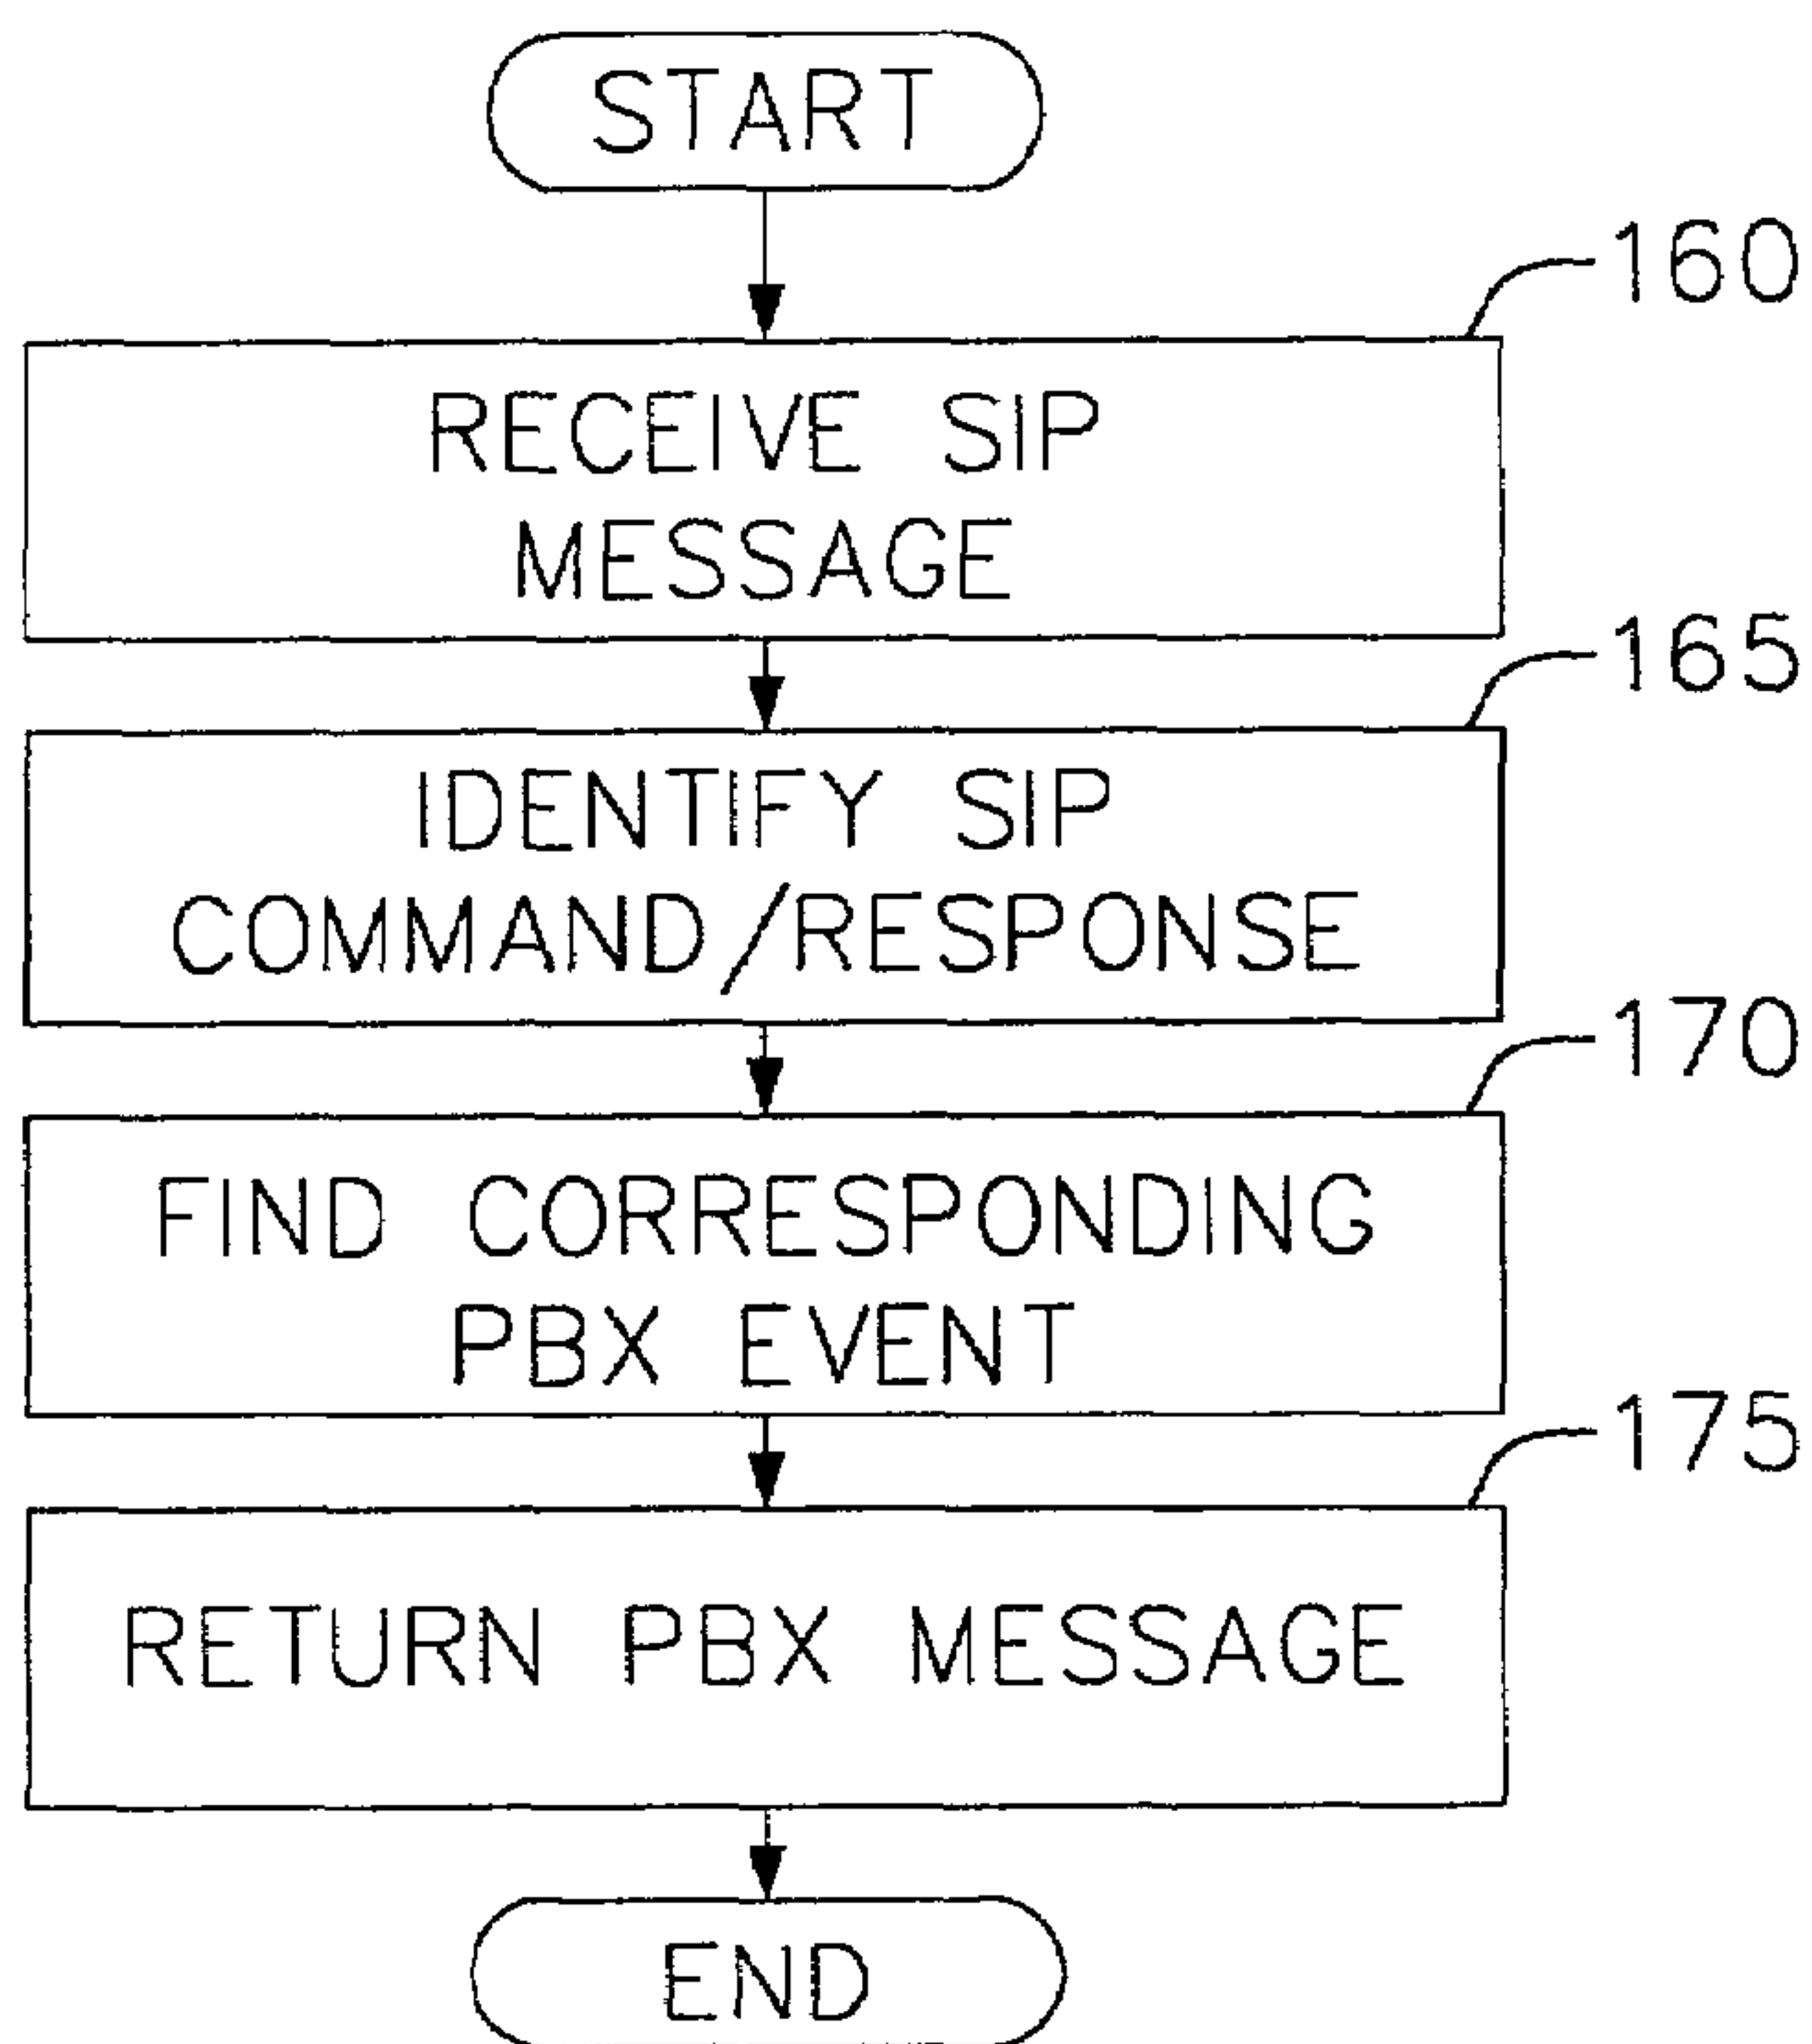 START
160
RECEIVE SIP
MESSAGE
165
IDENTIFY SIP
COMMAND/RESPONSE
170
FIND CORRESPONDING
PBX EVENT
175
RETURN PBX MESSAGE
END